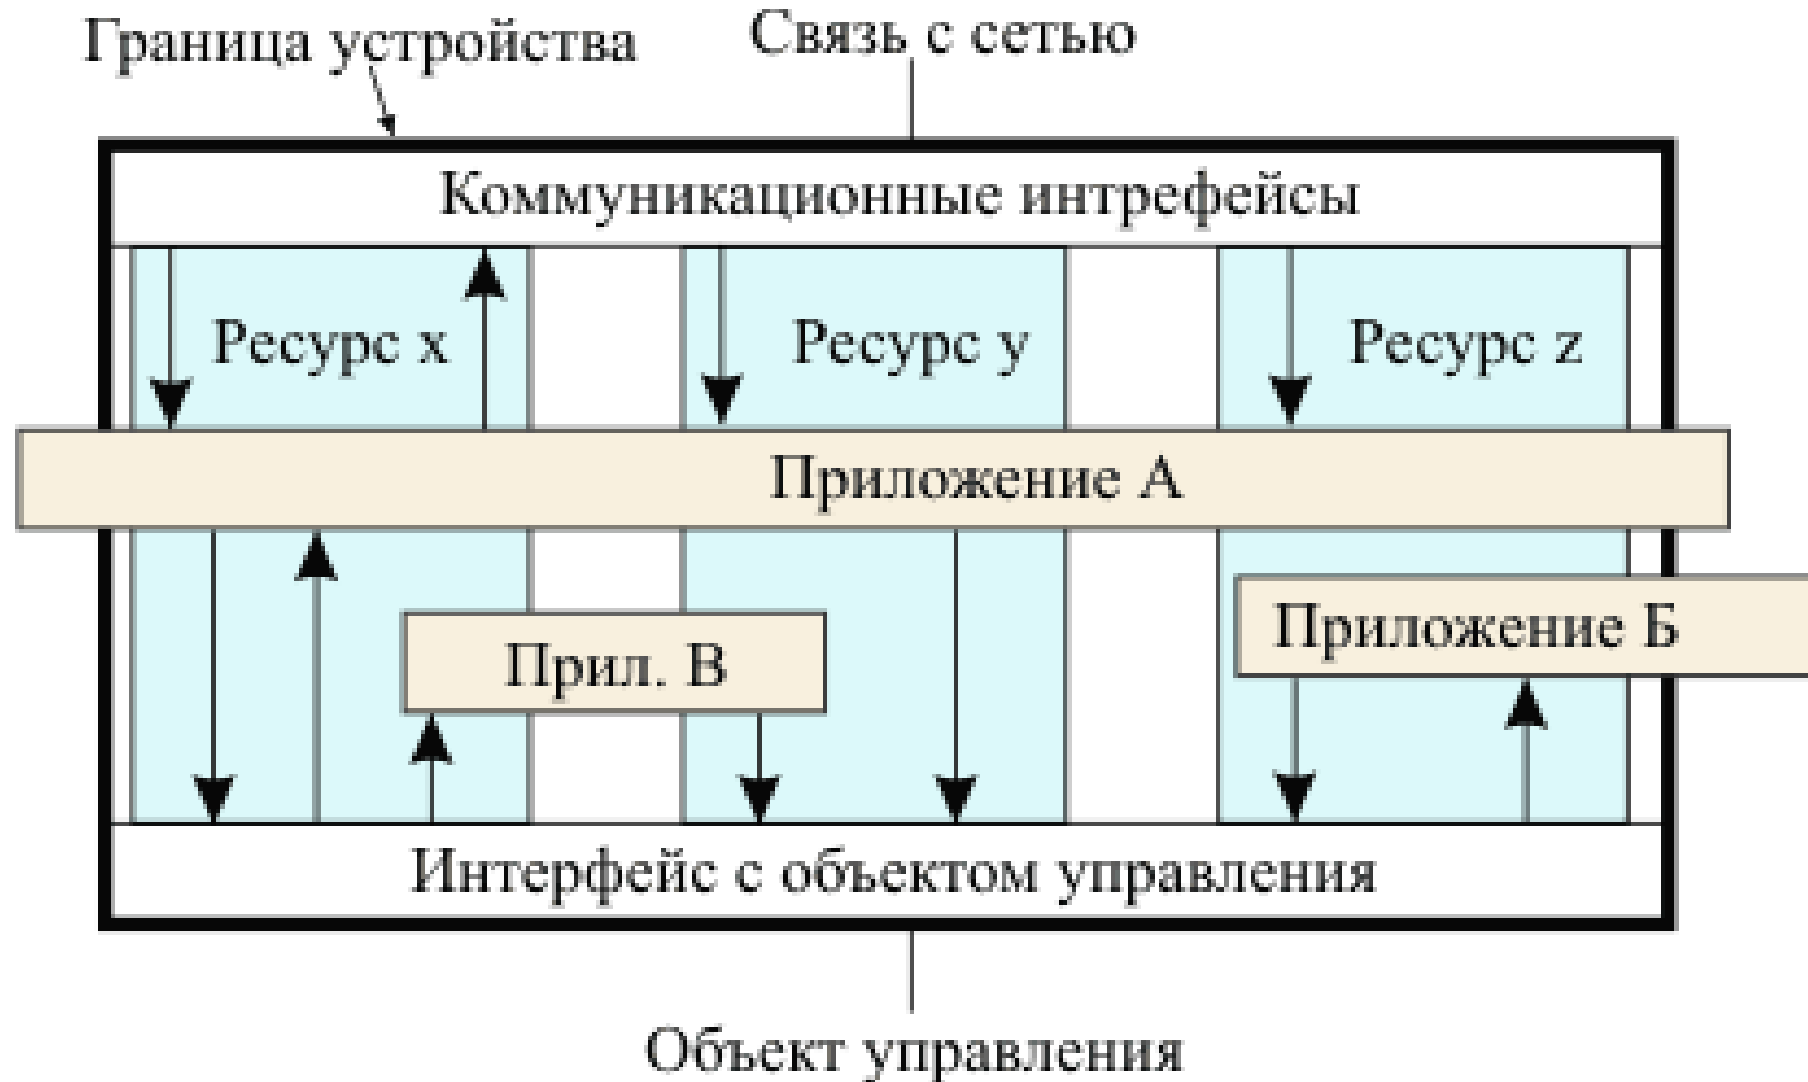 Граница устройства
Связь с сетью
Коммуникационные интрефейсы
Ресурс x
Ресурс y
Ресурс z
Приложение А
Приложение Б
Прил. В
Интерфейс с объектом управления
Объект управления